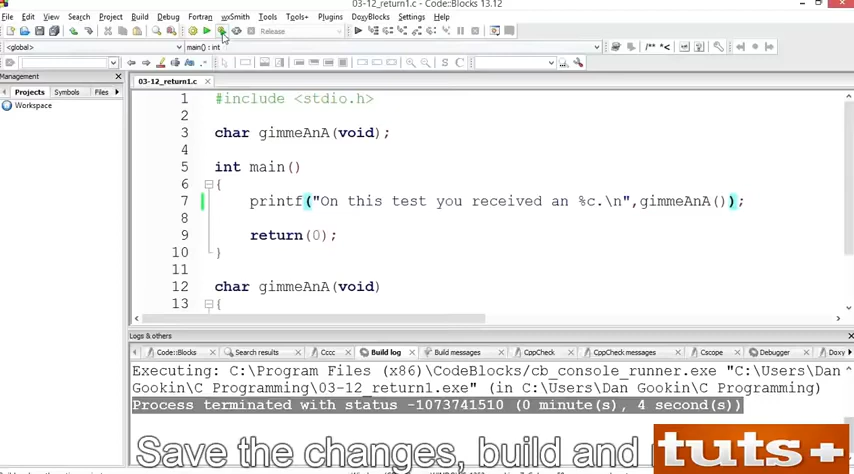 03-12_return1.c - Code::Blocks 13.12
File Edit View Search Project Build Debug Fortran wxSmith Tools Tools+ Plugins DoxyBlocks Settings Help
Release
<global> main() : int
/** *<
S C
Management
Projects Symbols Files
Workspace
03-12_return1.c
1 #include <stdio.h>
2
3 char gimmeAnA(void);
4
5 int main()
6 {
7 printf("On this test you received an %c.\n",gimmeAnA());
8
9 return(0);
10 }
11
12 char gimmeAnA(void)
13 {
Logs & others
Code::Blocks Search results Cccc Build log Build messages CppCheck CppCheck messages Cscope Debugger Doxy
Executing: C:\Program Files (x86)\CodeBlocks/cb_console_runner.exe "C:\Users\Dan
Gookin\C Programming\03-12_return1.exe" (in C:\Users\Dan Gookin\C Programming)
Process terminated with status -1073741510 (0 minute(s), 4 second(s))
Save the changes, build and
tuts+